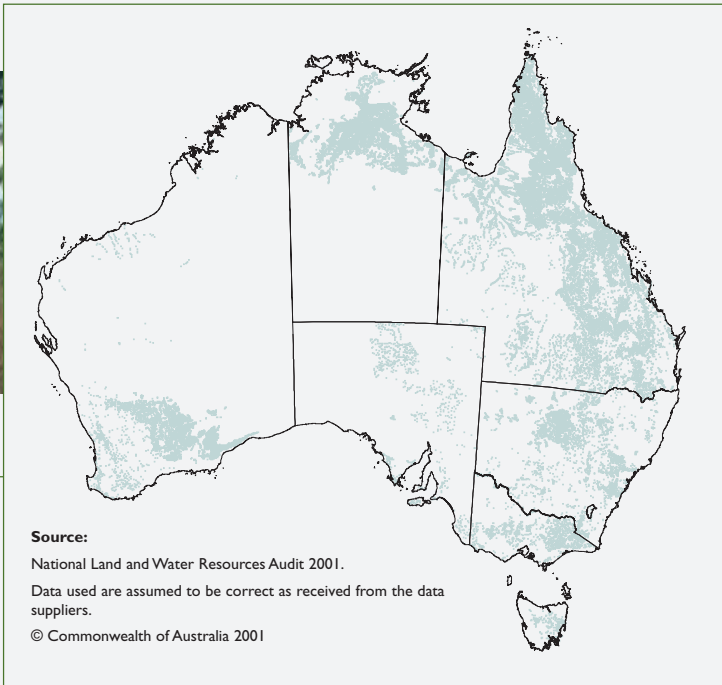 Source:
National Land and Water Resources Audit 2001.
Data used are assumed to be correct as received from the data
suppliers.
© Commonwealth of Australia 2001